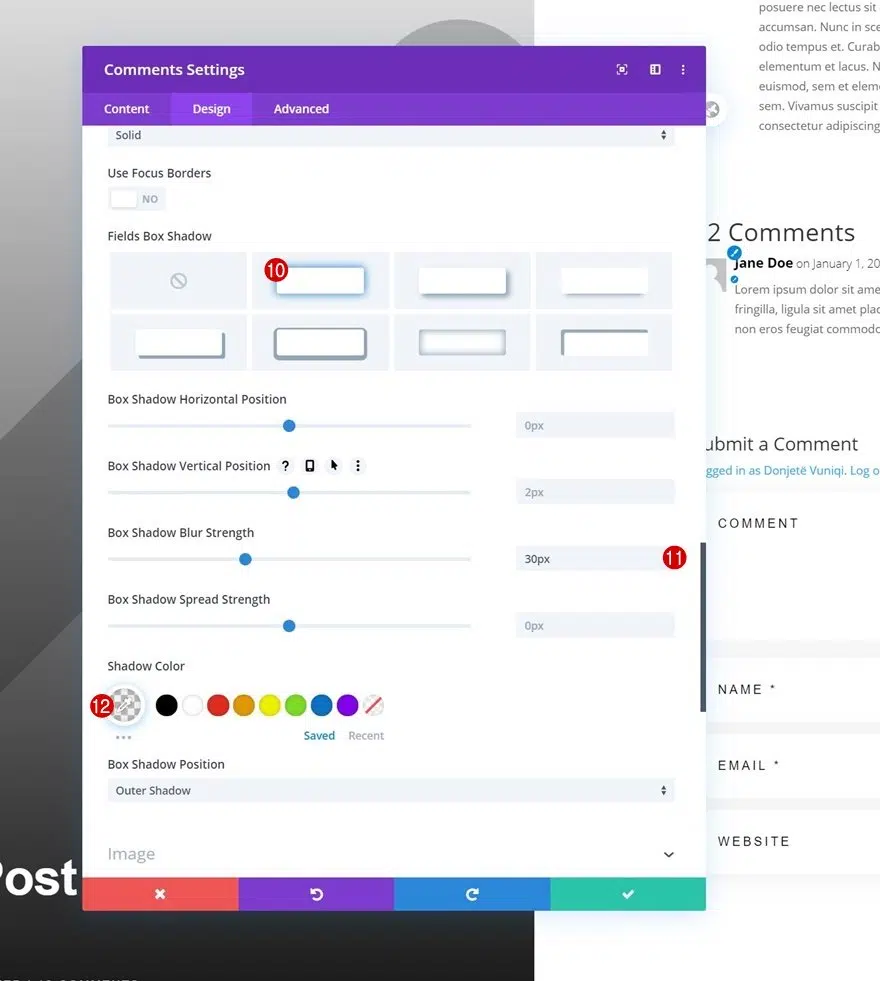 posuere nec lectus sit
accumsan. Nunc in sce
odio tempus et. Curab
elementum et lacus. N
euismod, sem et elem
sem. Vivamus suscipit
consectetur adipiscing
Comments Settings
Content Design Advanced
Solid
Use Focus Borders
NO
Fields Box Shadow
10
Box Shadow Horizontal Position
0px
Box Shadow Vertical Position ?
2px
Box Shadow Blur Strength
30px 11
Box Shadow Spread Strength
0px
Shadow Color
12
Saved Recent
Box Shadow Position
Outer Shadow
Image
2 Comments
Jane Doe on January 1, 20
Lorem ipsum dolor sit ame
fringilla, ligula sit amet plac
non eros feugiat commodo
ubmit a Comment
gged in as Donjetë Vuniqi. Log o
COMMENT
NAME *
EMAIL *
WEBSITE
Post